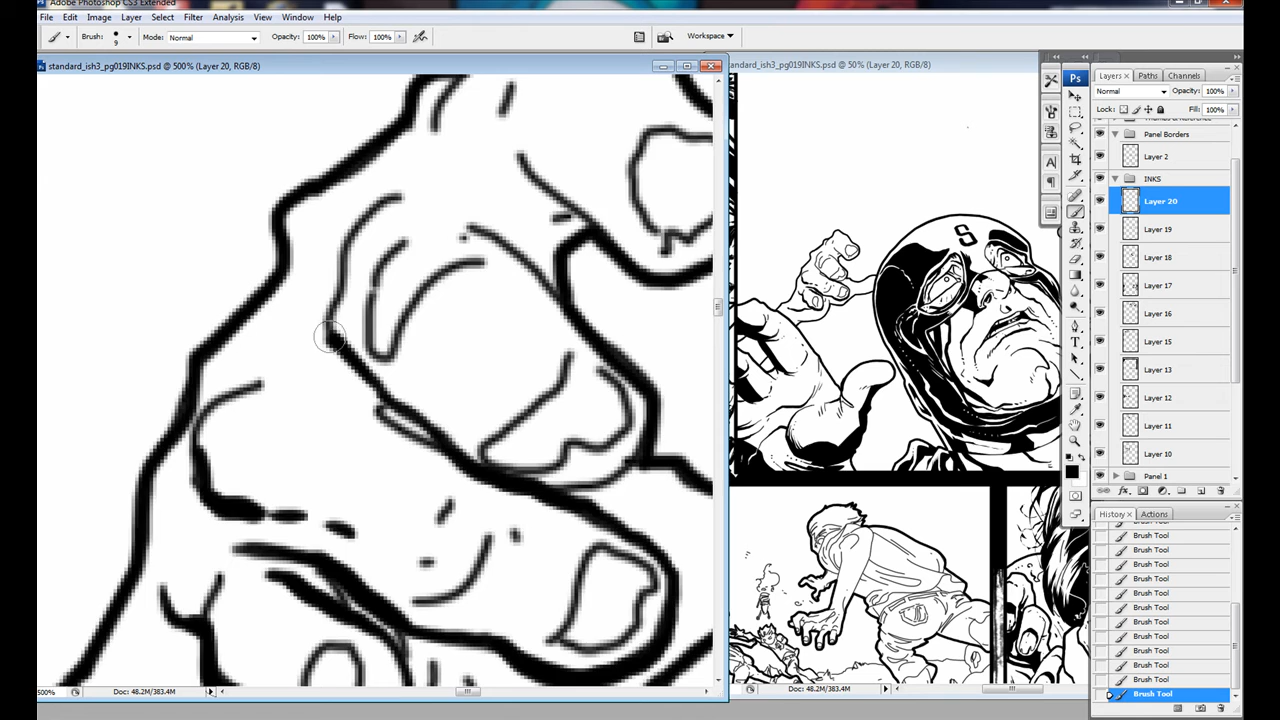 Adobe Photoshop CS3 Extended
File Edit Image Layer Select Filter Analysis View Window Help
Brush: 9 Mode: Normal Opacity: 100% Flow: 100% Workspace
standard_ish3_pg019INKS.psd @ 500% (Layer 20, RGB/8)
standard_ish3_pg019INKS.psd @ 50% (Layer 20, RGB/8)
S
500% Doc: 48.2M/383.4M
Doc: 48.2M/383.4M
Ps
Layers Paths Channels
Normal Opacity: 100%
Lock: Fill: 100%
Panel Borders
Layer 2
INKS
Layer 20
Layer 19
Layer 18
Layer 17
Layer 16
Layer 15
Layer 13
Layer 12
Layer 11
Layer 10
Panel 1
History Actions
Brush Tool
Brush Tool
Brush Tool
Brush Tool
Brush Tool
Brush Tool
Brush Tool
Brush Tool
Brush Tool
Brush Tool
Brush Tool
Brush Tool
Brush Tool